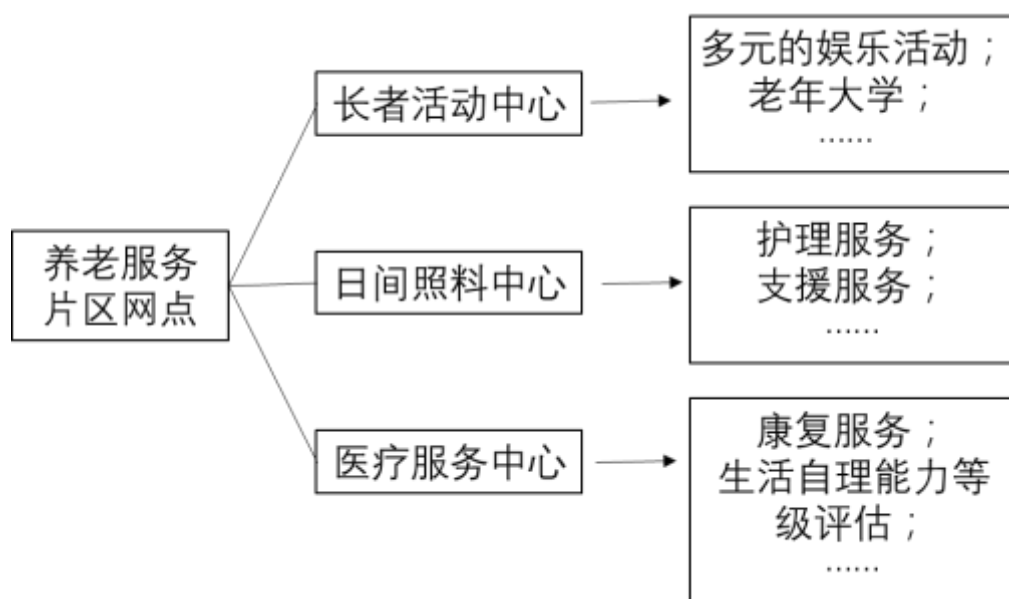 养老服务
片区网点
长者活动中心
多元的娱乐活动；
老年大学；
……
日间照料中心
护理服务；
支援服务；
……
医疗服务中心
康复服务；
生活自理能力等
级评估；
……